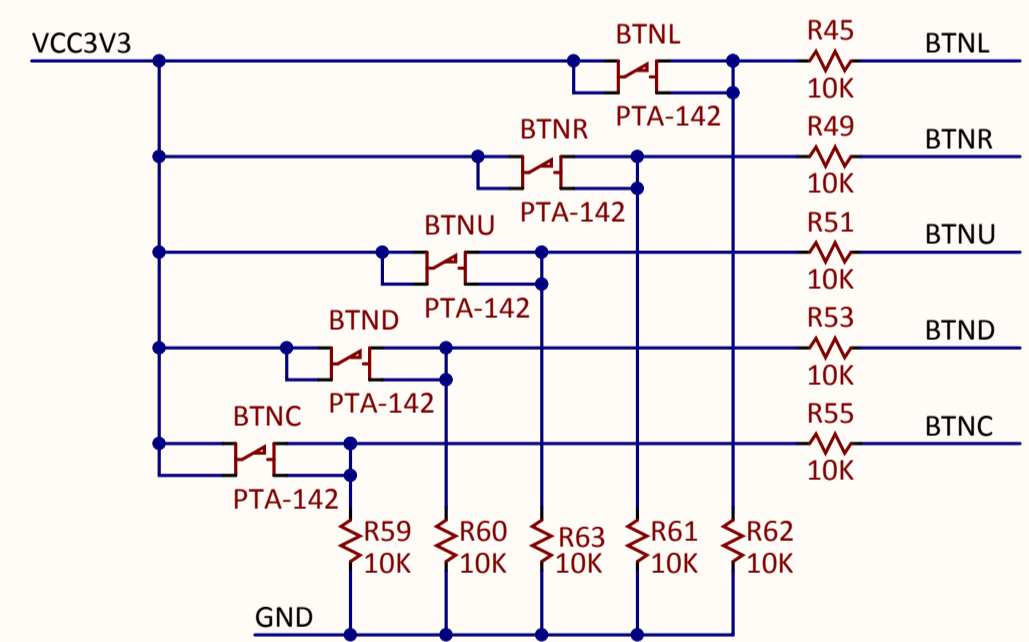 VCC3V3
BTNL
R45
BTNL
10K
PTA-142
BTNR
R49
BTNR
10K
PTA-142
BTNU
R51
BTNU
10K
PTA-142
BTND
R53
BTND
10K
PTA-142
BTNC
R55
BTNC
10K
PTA-142
R59
10K
R60
10K
R63
10K
R61
10K
R62
10K
GND